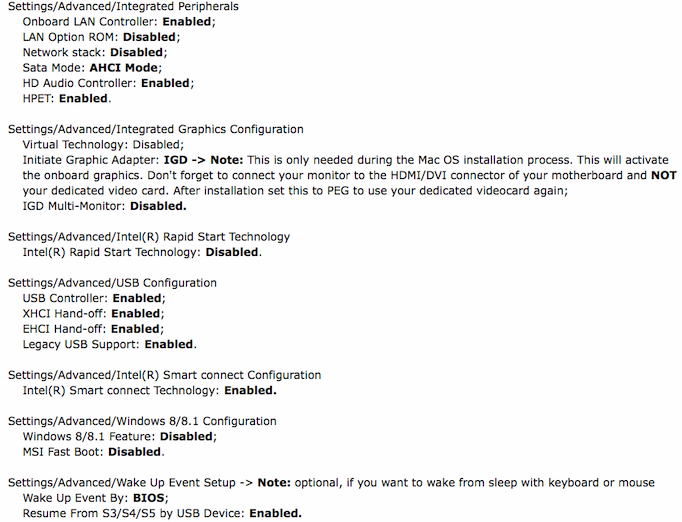 Settings/Advanced/Integrated Peripherals
Onboard LAN Controller: Enabled;
LAN Option ROM: Disabled;
Network stack: Disabled;
Sata Mode: AHCI Mode;
HD Audio Controller: Enabled;
HPET: Enabled.
Settings/Advanced/Integrated Graphics Configuration
Virtual Technology: Disabled;
Initiate Graphic Adapter: IGD -> Note: This is only needed during the Mac OS installation process. This will activate
the onboard graphics. Don't forget to connect your monitor to the HDMI/DVI connector of your motherboard and NOT
your dedicated video card. After installation set this to PEG to use your dedicated videocard again;
IGD Multi-Monitor: Disabled.
Settings/Advanced/Intel(R) Rapid Start Technology
Intel(R) Rapid Start Technology: Disabled.
Settings/Advanced/USB Configuration
USB Controller: Enabled;
XHCI Hand-off: Enabled;
EHCI Hand-off: Enabled;
Legacy USB Support: Enabled.
Settings/Advanced/Intel(R) Smart connect Configuration
Intel(R) Smart connect Technology: Enabled.
Settings/Advanced/Windows 8/8.1 Configuration
Windows 8/8.1 Feature: Disabled;
MSI Fast Boot: Disabled.
Settings/Advanced/Wake Up Event Setup -> Note: optional, if you want to wake from sleep with keyboard or mouse
Wake Up Event By: BIOS;
Resume From S3/S4/S5 by USB Device: Enabled.